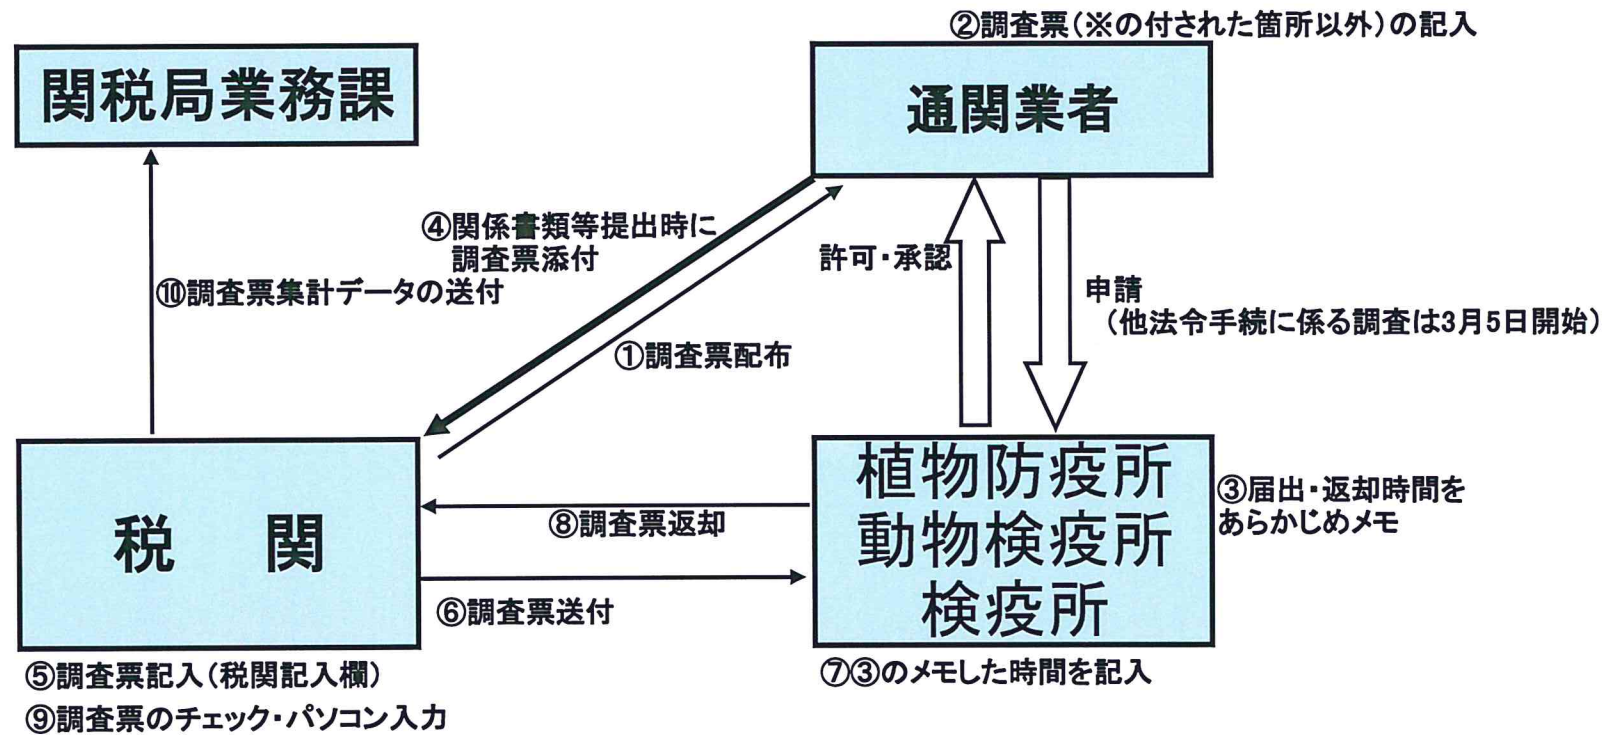 ②調査票(※の付された箇所以外)の記入
関税局業務課
通関業者
④関係書類等提出時に
調査票添付
⑩調査票集計データの送付
許可・承認
申請
(他法令手続に係る調査は3月5日開始)
①調査票配布
税 関
植物防疫所
動物検疫所
検疫所
③届出・返却時間を
あらかじめメモ
⑧調査票返却
⑥調査票送付
⑤調査票記入(税関記入欄)
⑦③のメモした時間を記入
⑨調査票のチェック・パソコン入力